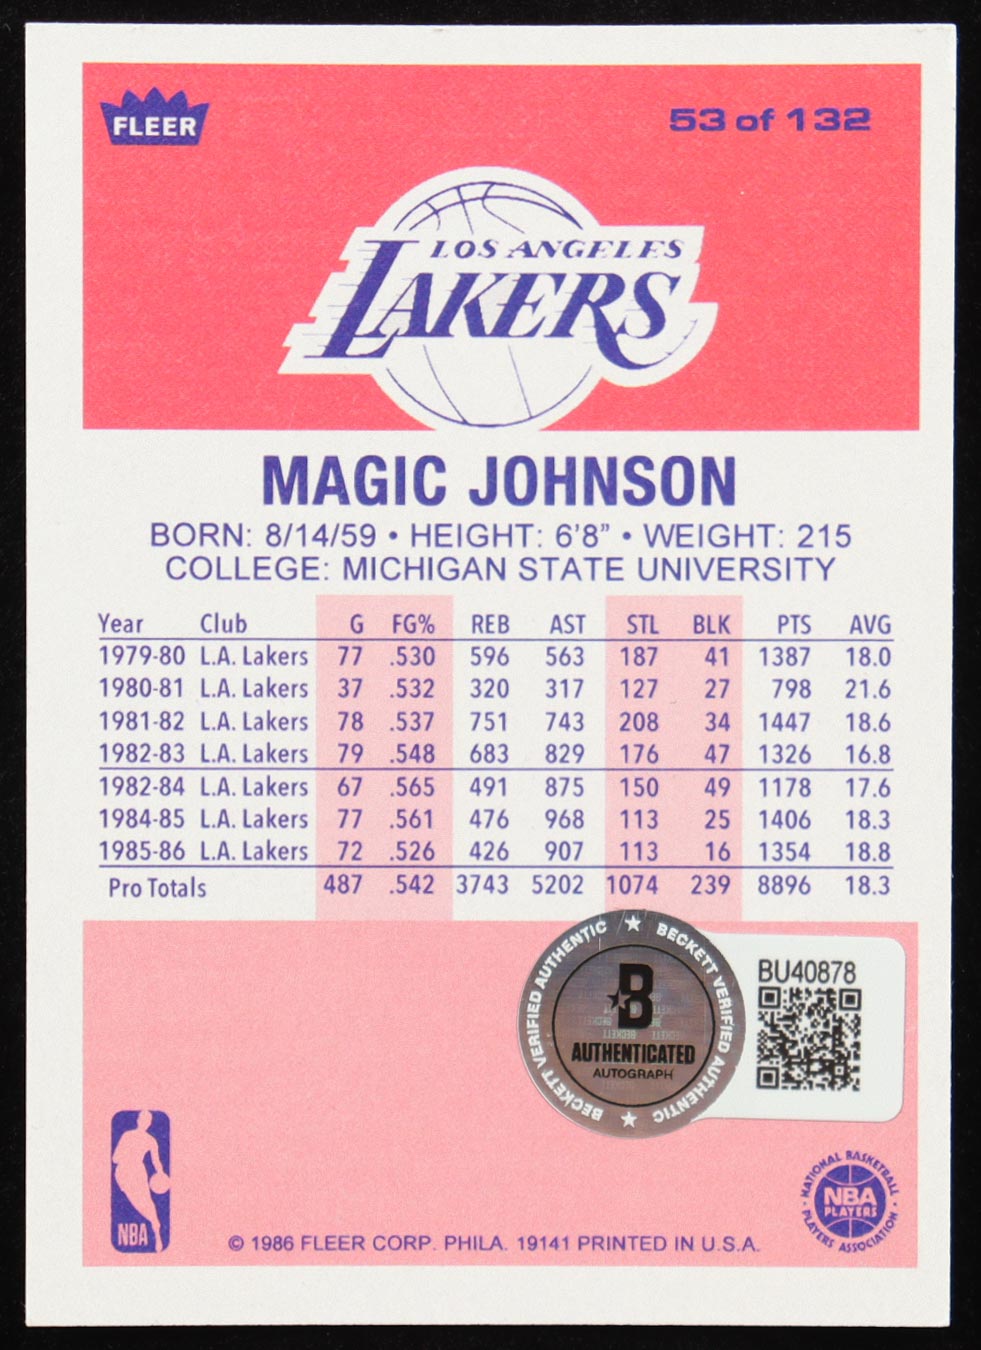 FLEER
53 of 132
LOS ANGELES
LAKERS
MAGIC JOHNSON
BORN: 8/14/59 • HEIGHT: 6'8" • WEIGHT: 215
COLLEGE: MICHIGAN STATE UNIVERSITY
Year Club G FG% REB AST STL BLK PTS AVG
1979-80 L.A. Lakers 77 .530 596 563 187 41 1387 18.0
1980-81 L.A. Lakers 37 .532 320 317 127 27 798 21.6
1981-82 L.A. Lakers 78 .537 751 743 208 34 1447 18.6
1982-83 L.A. Lakers 79 .548 683 829 176 47 1326 16.8
1982-84 L.A. Lakers 67 .565 491 875 150 49 1178 17.6
1984-85 L.A. Lakers 77 .561 476 968 113 25 1406 18.3
1985-86 L.A. Lakers 72 .526 426 907 113 16 1354 18.8
Pro Totals 487 .542 3743 5202 1074 239 8896 18.3
BECKETT VERIFIED AUTHENTIC ★ BECKETT VERIFIED AUTHENTIC ★
B
BECKETT
AUTHENTICATED
AUTOGRAPH
BU40878
NBA
NATIONAL BASKETBALL
NBA
PLAYERS
PLAYERS ASSOCIATION
© 1986 FLEER CORP. PHILA. 19141 PRINTED IN U.S.A.